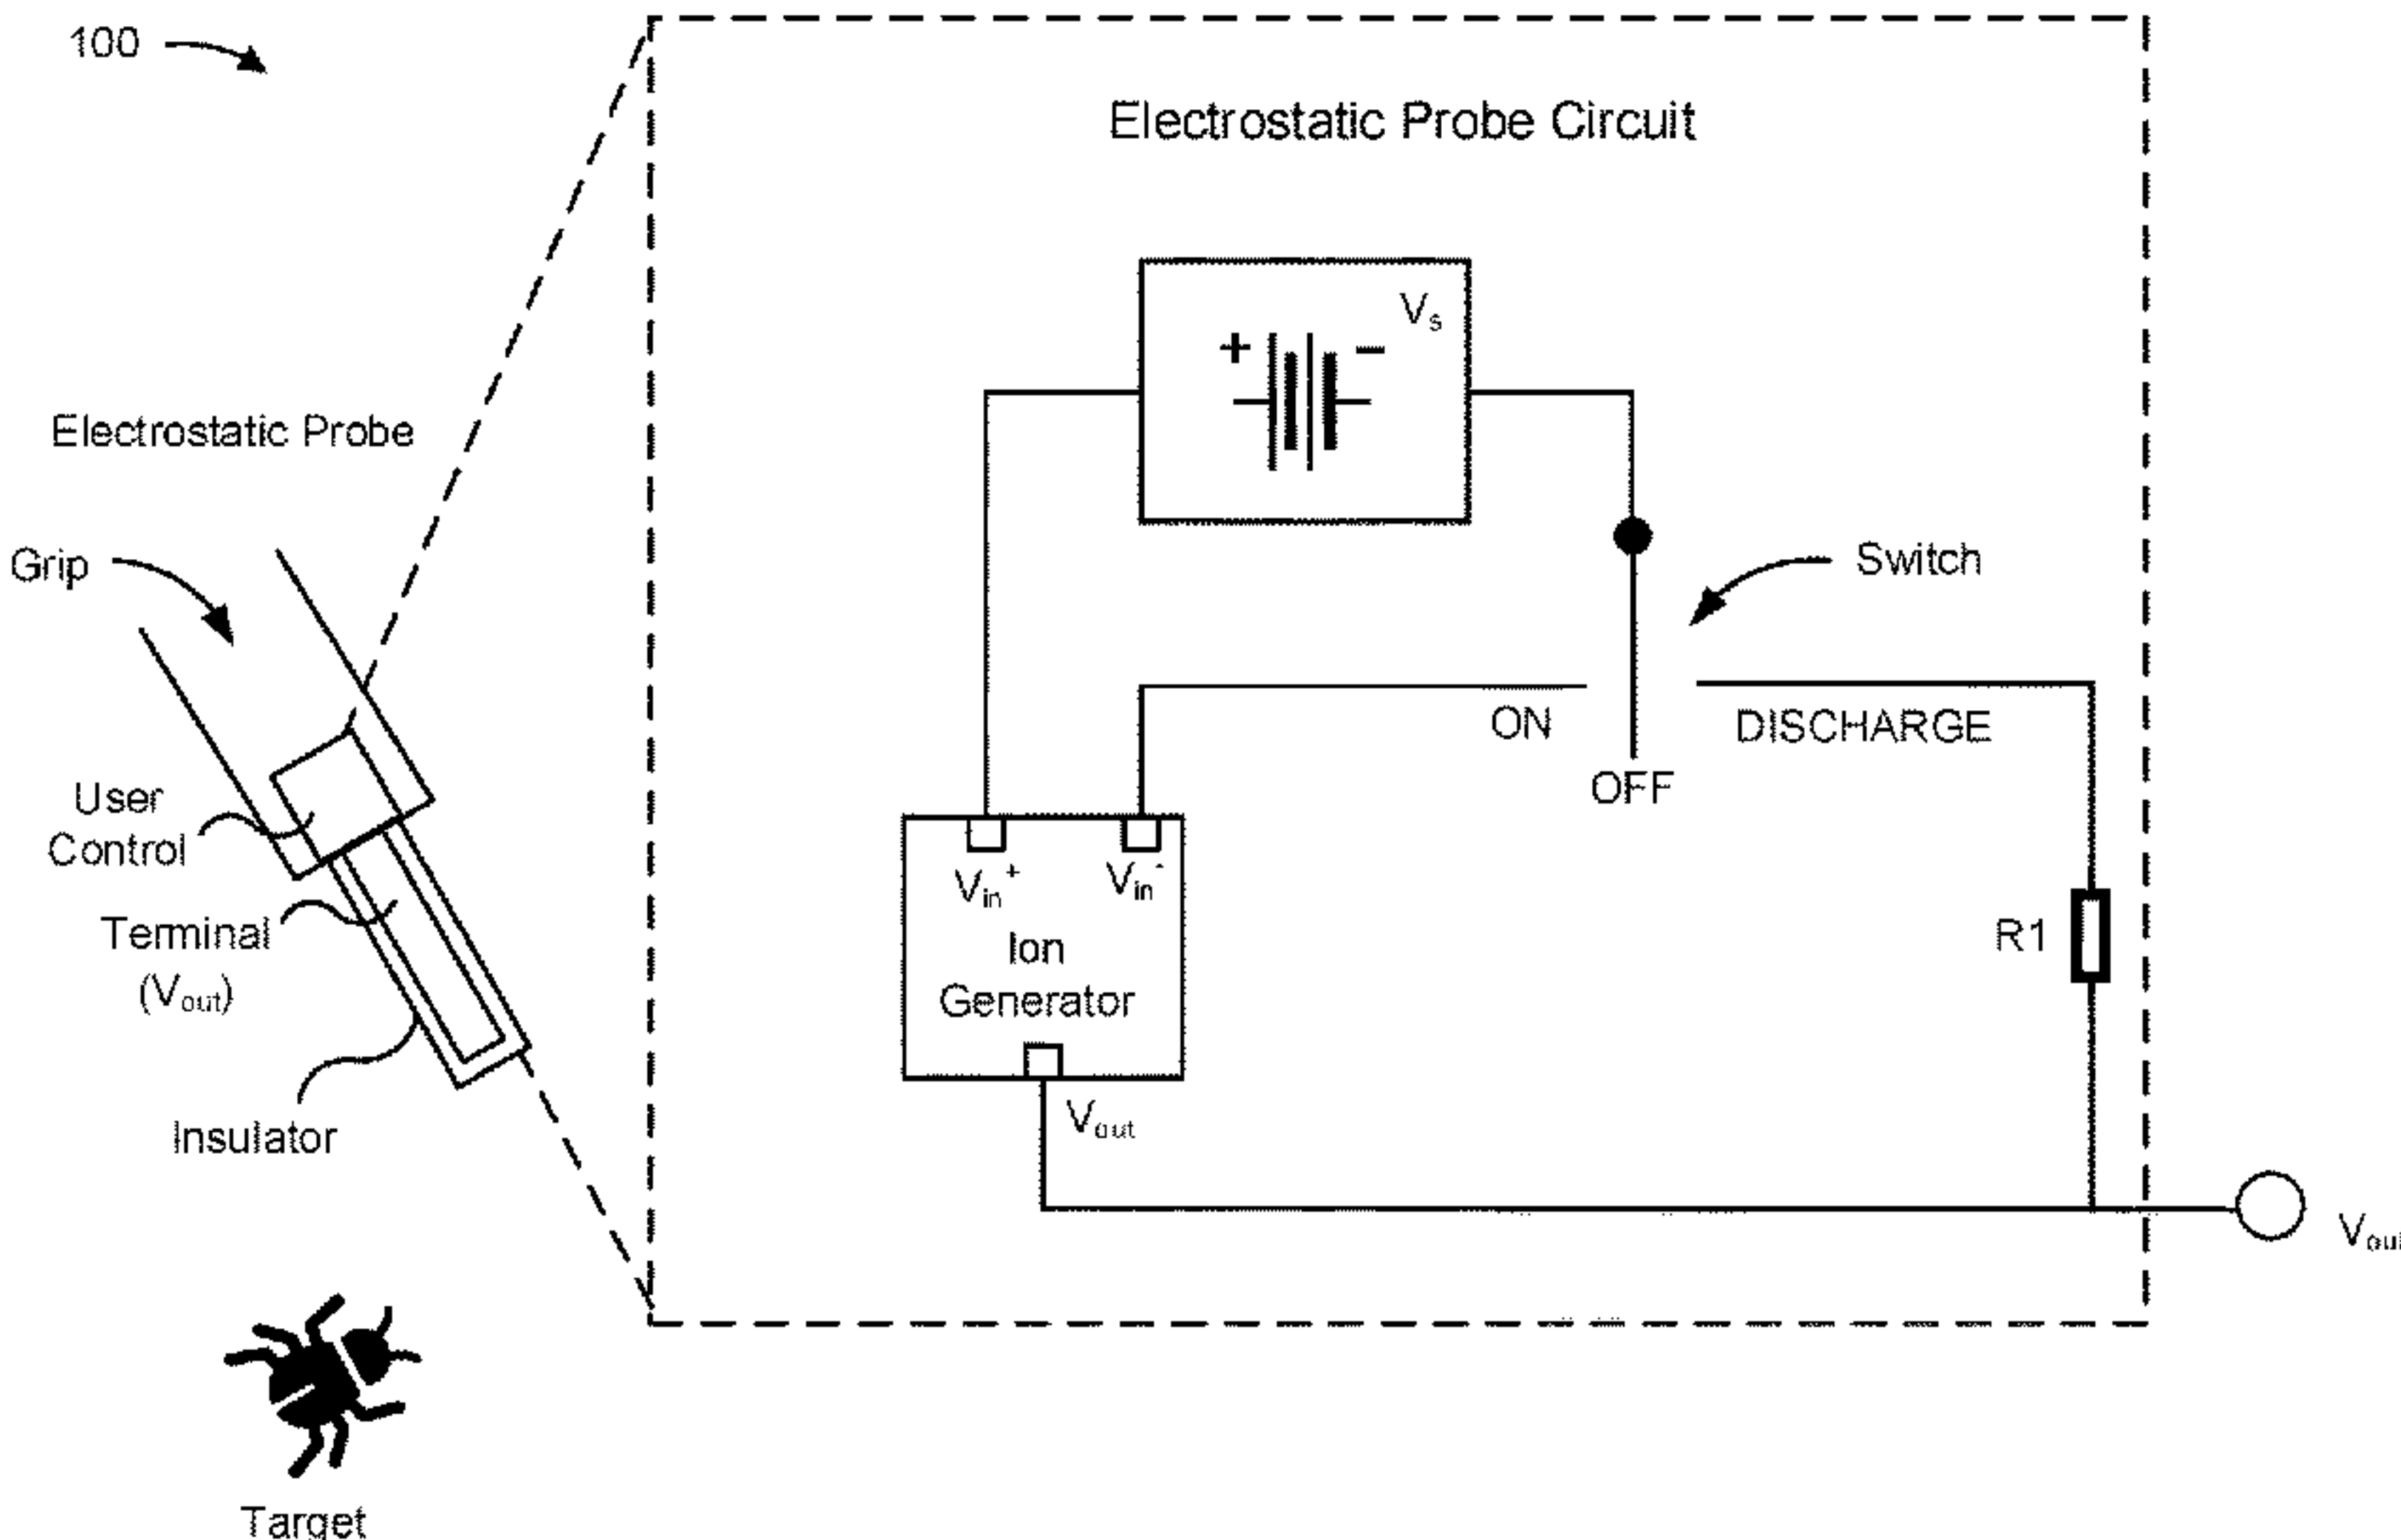 100
Electrostatic Probe Circuit
+
−
Vs
Electrostatic Probe
Grip
Switch
ON
DISCHARGE
OFF
User
Control
Vin+
Vin-
Ion
Generator
R1
Terminal
(Vout)
Vout
Insulator
Vout
Target